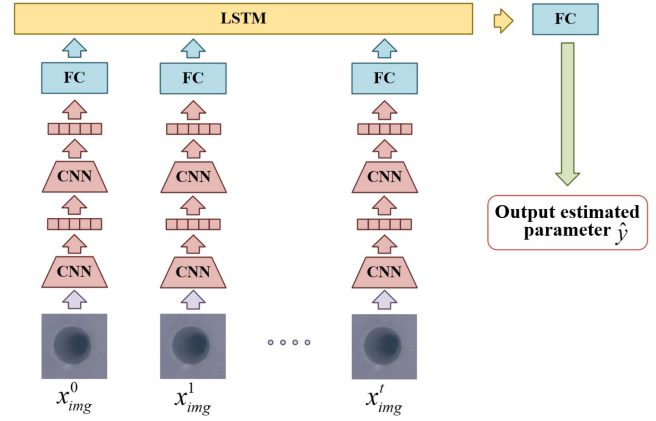 LSTM
FC
FC FC FC
CNN CNN CNN
Output estimated
parameter ŷ
CNN CNN CNN
x⁰img x¹img xᵗimg